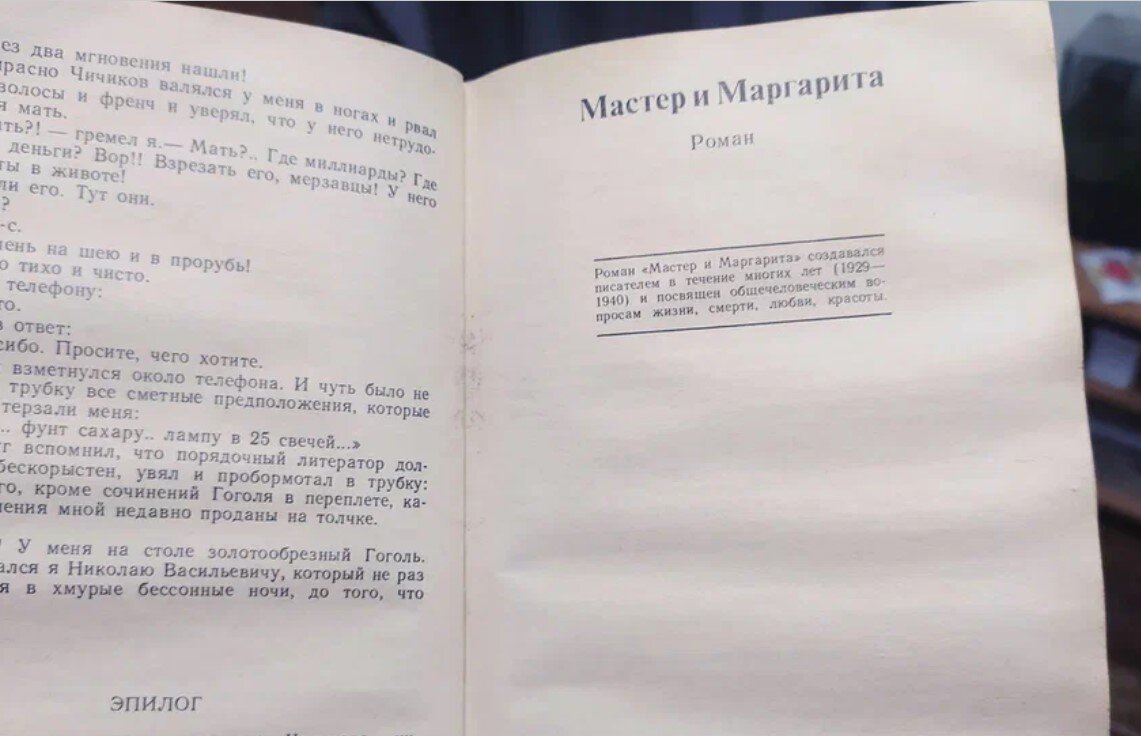 ез два мгновения нашли!
прасно Чичиков валялся у меня в ногах и рвал
волосы и френч и уверял, что у него нетрудо-
я мать.
ть?! — гремел я.— Мать?.. Где миллиарды? Где
деньги? Вор!! Взрезать его, мерзавцы! У него
ты в животе!
ли его. Тут они.
?
-с.
ень на шею и в прорубь!
о тихо и чисто.
телефону:
то.
в ответ:
сибо. Просите, чего хотите.
взметнулся около телефона. И чуть было не
трубку все сметные предположения, которые
терзали меня:
.. фунт сахару.. лампу в 25 свечей...»
г вспомнил, что порядочный литератор дол-
бескорыстен, увял и пробормотал в трубку:
го, кроме сочинений Гоголя в переплете, ка-
нения мной недавно проданы на толчке.
! У меня на столе золотообрезный Гоголь.
ался я Николаю Васильевичу, который не раз
я в хмурые бессонные ночи, до того, что
ЭПИЛОГ
Мастер и Маргарита
Роман
Роман «Мастер и Маргарита» создавался
писателем в течение многих лет (1929—
1940) и посвящен общечеловеческим во-
просам жизни, смерти, любви, красоты.